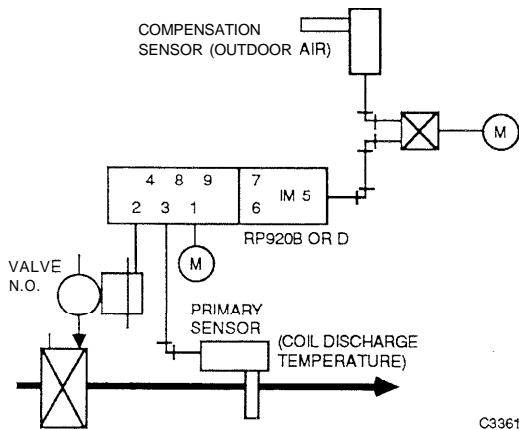 COMPENSATION
SENSOR (OUTDOOR AIR)
M
4 8 9 7
IM 5
2 3 1 6
RP920B OR D
M
VALVE
N.O.
PRIMARY
SENSOR
(COIL DISCHARGE
TEMPERATURE)
C3361